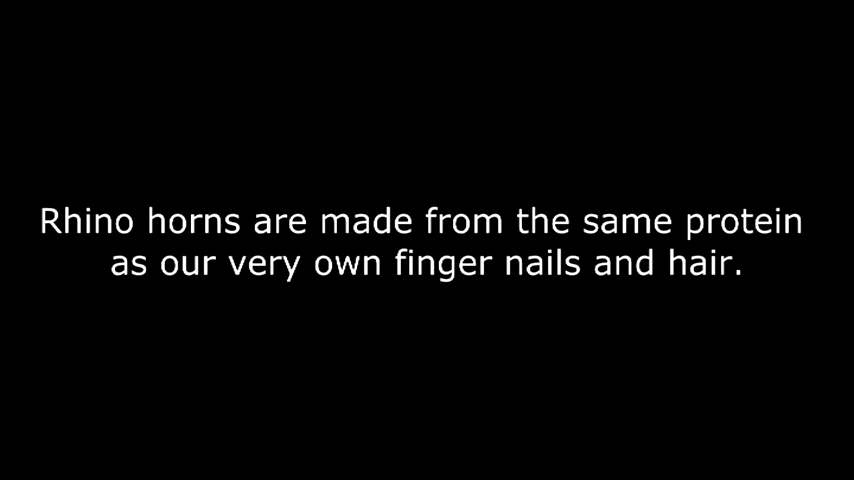 Rhino horns are made from the same protein
as our very own finger nails and hair.